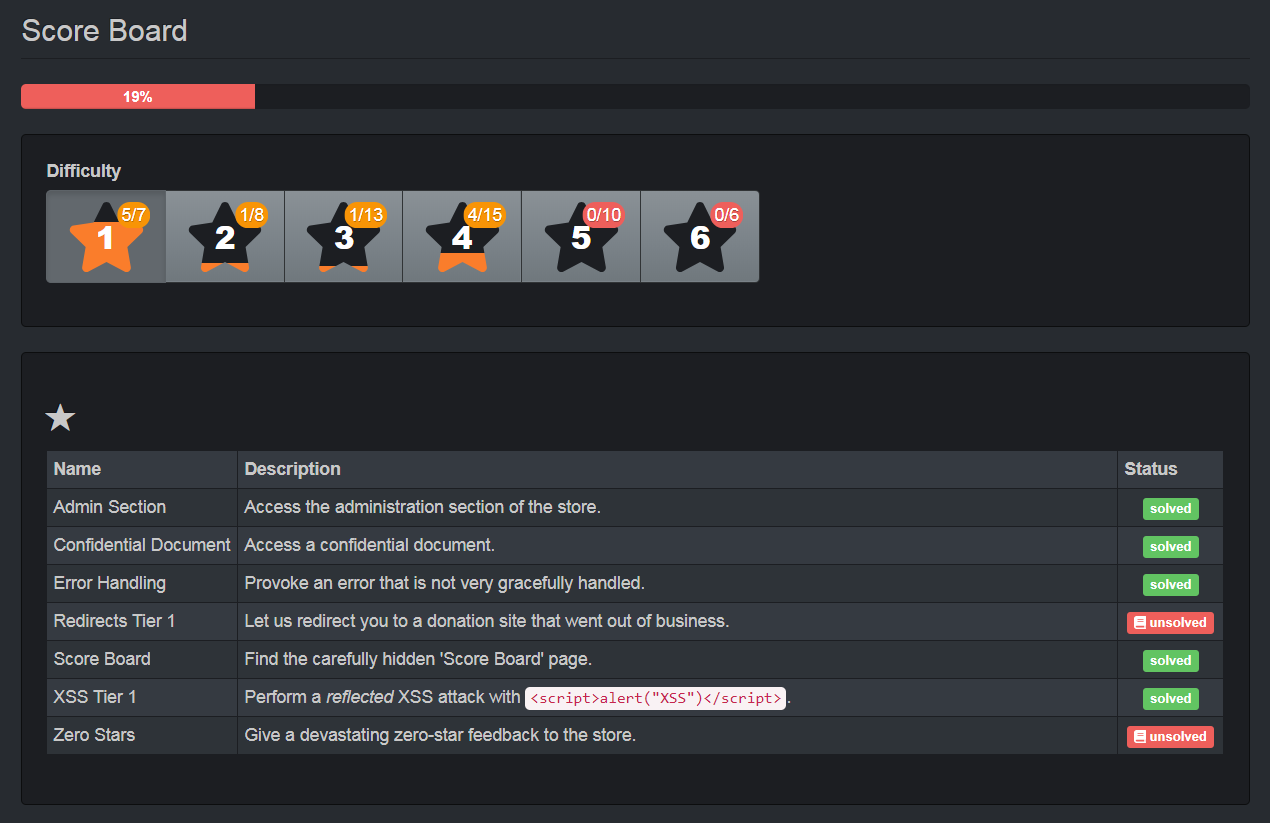 Score Board
19%
Difficulty
1 5/7 2 1/8 3 1/13 4 4/15 5 0/10 6 0/6
Name Description Status
Admin Section Access the administration section of the store. solved
Confidential Document Access a confidential document. solved
Error Handling Provoke an error that is not very gracefully handled. solved
Redirects Tier 1 Let us redirect you to a donation site that went out of business. unsolved
Score Board Find the carefully hidden 'Score Board' page. solved
XSS Tier 1 Perform a reflected XSS attack with <script>alert("XSS")</script>. solved
Zero Stars Give a devastating zero-star feedback to the store. unsolved